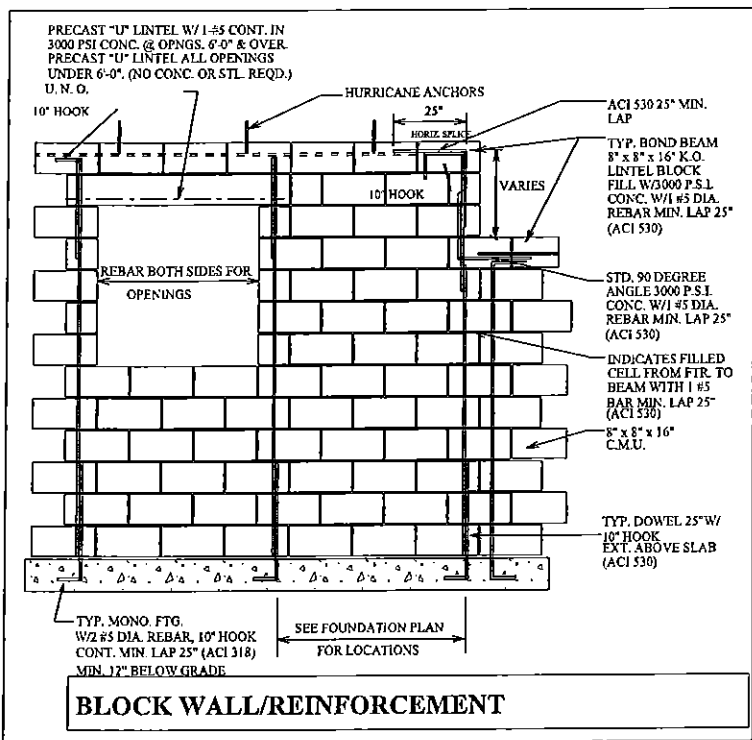 PRECAST "U" LINTEL W/ 1-#5 CONT. IN
3000 PSI CONC. @ OPNGS. 6'-0" & OVER.
PRECAST "U" LINTEL ALL OPENINGS
UNDER 6'-0". (NO CONC. OR STL. REQD.)
U. N. O.
10" HOOK
HURRICANE ANCHORS
25"
HORIZ. SPLICE
ACI 530 25" MIN.
LAP
TYP. BOND BEAM
8" x 8" x 16" K.O.
LINTEL BLOCK
FILL W/3000 P.S.I.
CONC. W/1 #5 DIA.
REBAR MIN. LAP 25"
(ACI 530)
VARIES
10" HOOK
REBAR BOTH SIDES FOR
OPENINGS
STD. 90 DEGREE
ANGLE 3000 P.S.I.
CONC. W/1 #5 DIA.
REBAR MIN. LAP 25"
(ACI 530)
INDICATES FILLED
CELL FROM FTR. TO
BEAM WITH 1 #5
BAR MIN. LAP 25"
(ACI 530)
8" x 8" x 16"
C.M.U.
TYP. DOWEL 25" W/
10" HOOK
EXT. ABOVE SLAB
(ACI 530)
TYP. MONO. FTG.
W/2 #5 DIA. REBAR, 10" HOOK
CONT. MIN. LAP 25" (ACI 318)
MIN. 12" BELOW GRADE
SEE FOUNDATION PLAN
FOR LOCATIONS
BLOCK WALL/REINFORCEMENT